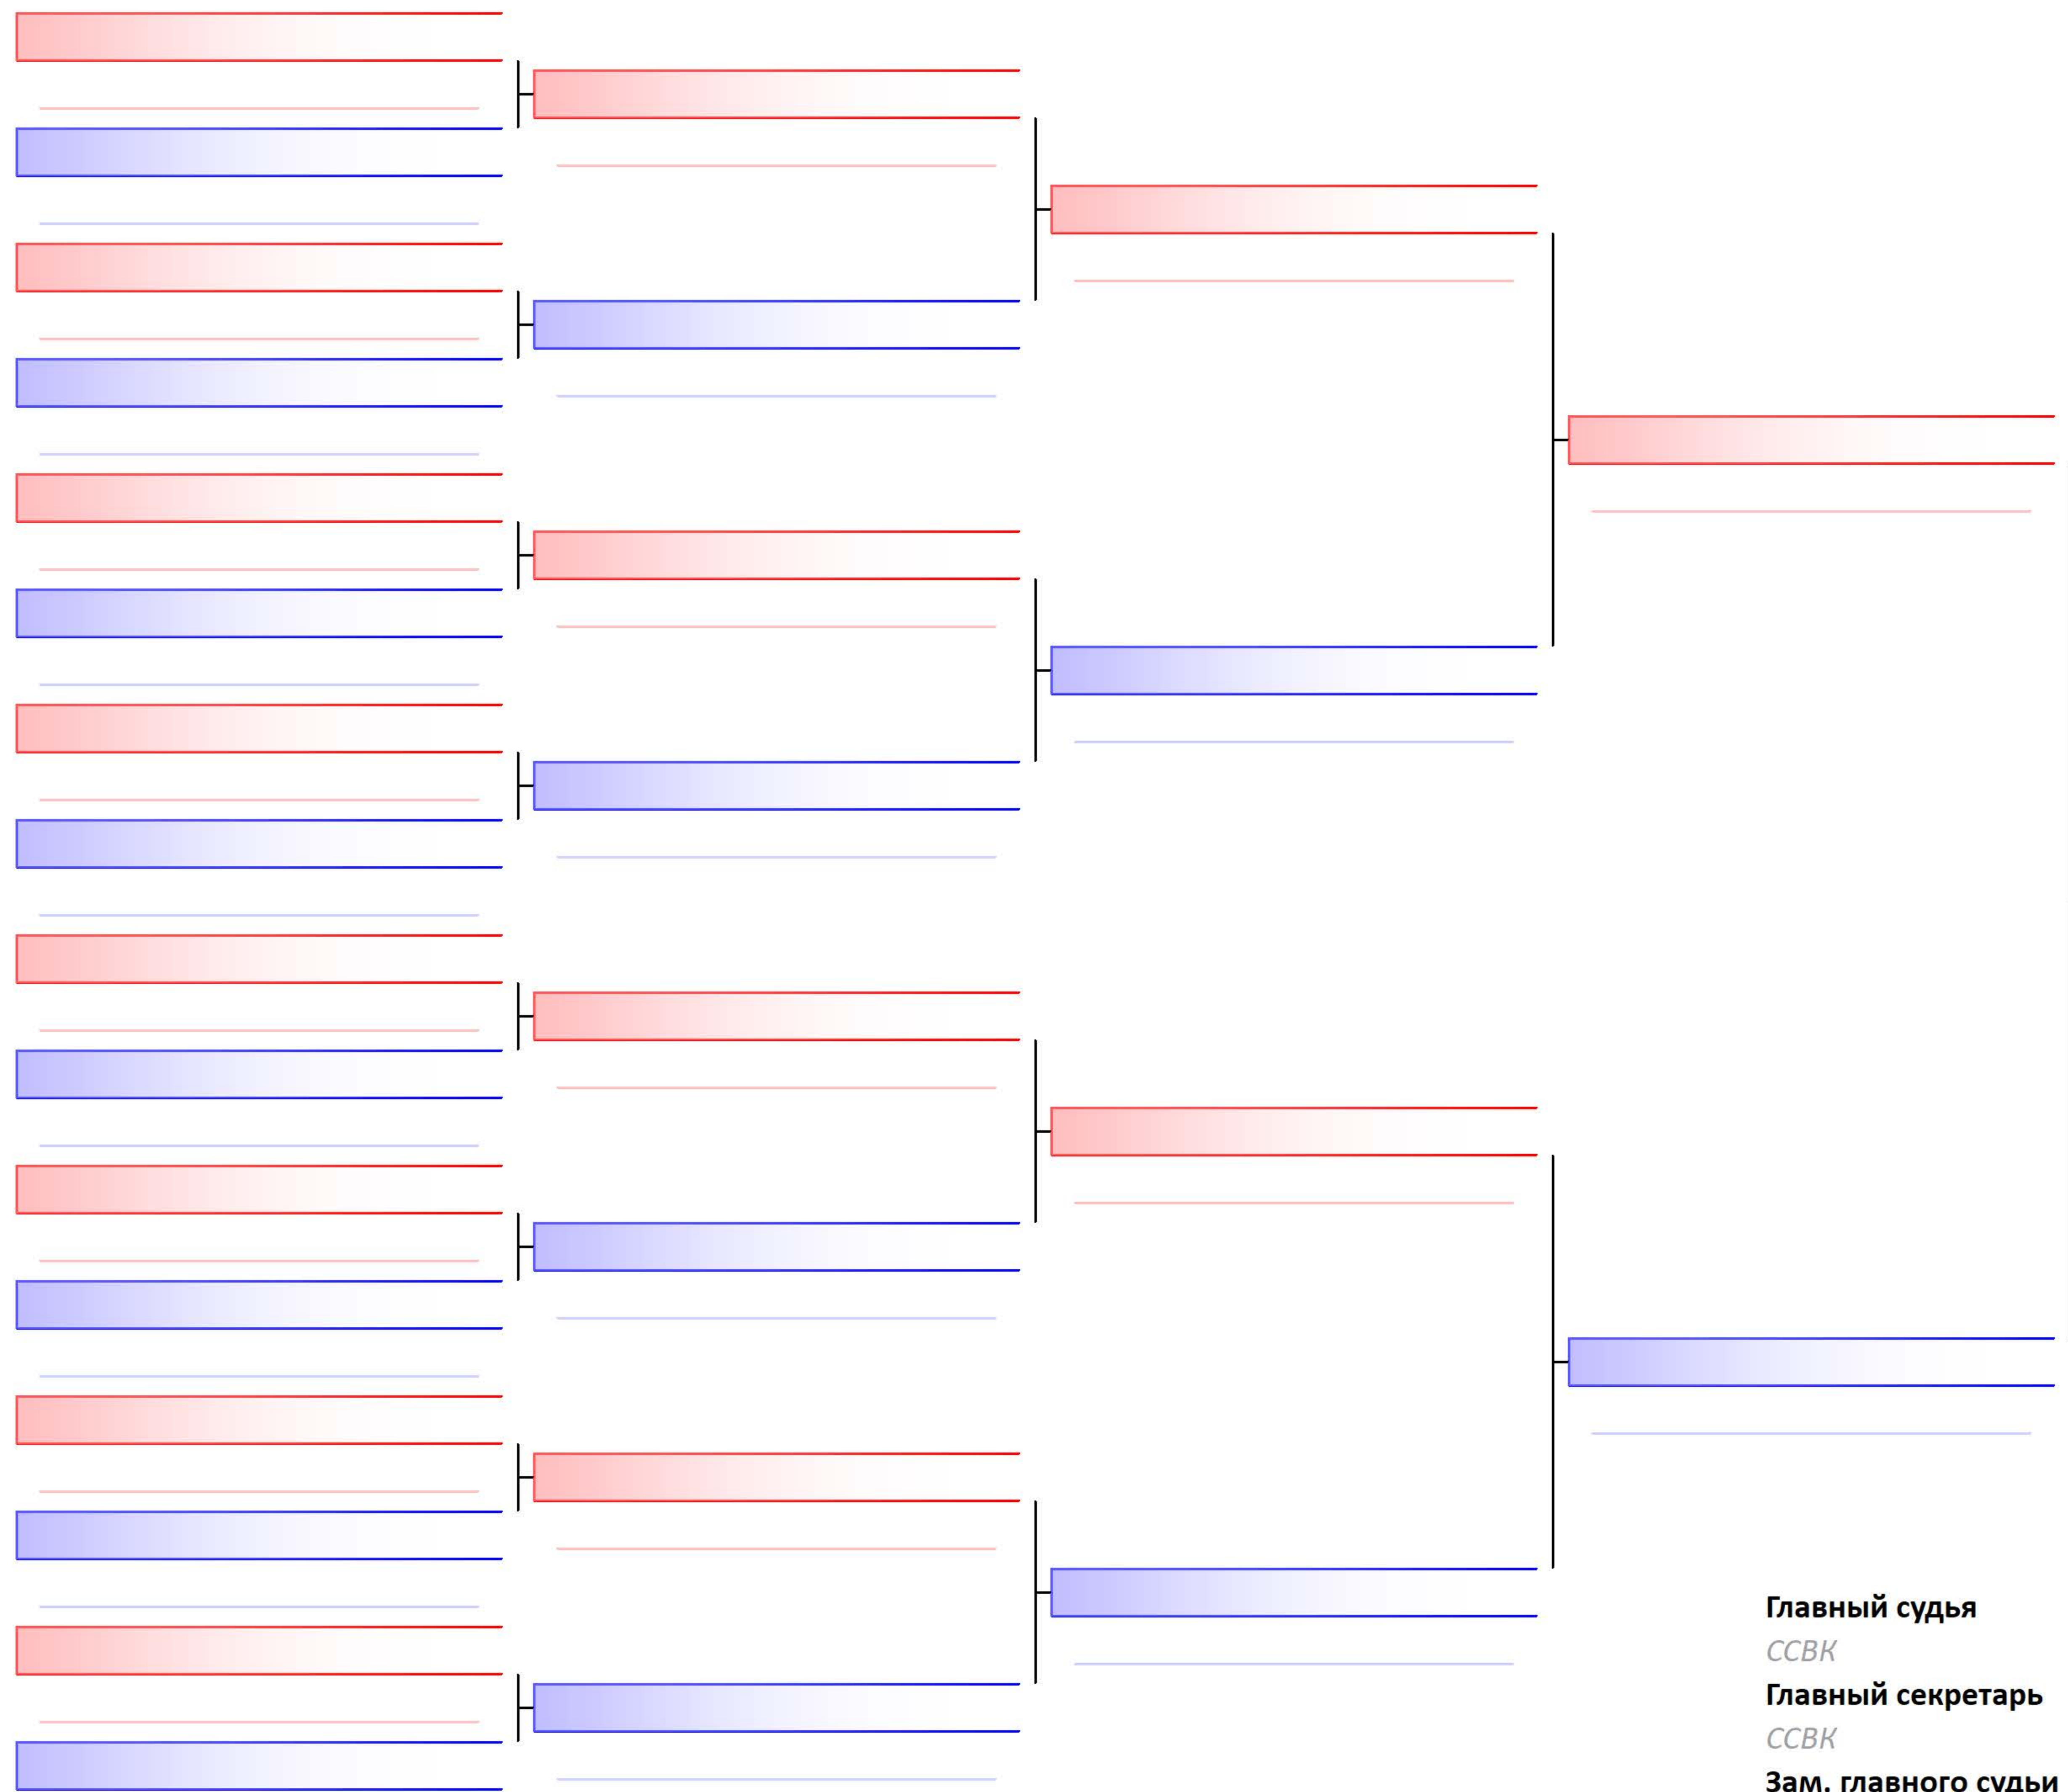 Главный судья
ССВК
Главный секретарь
ССВК
Зам. главного судьи